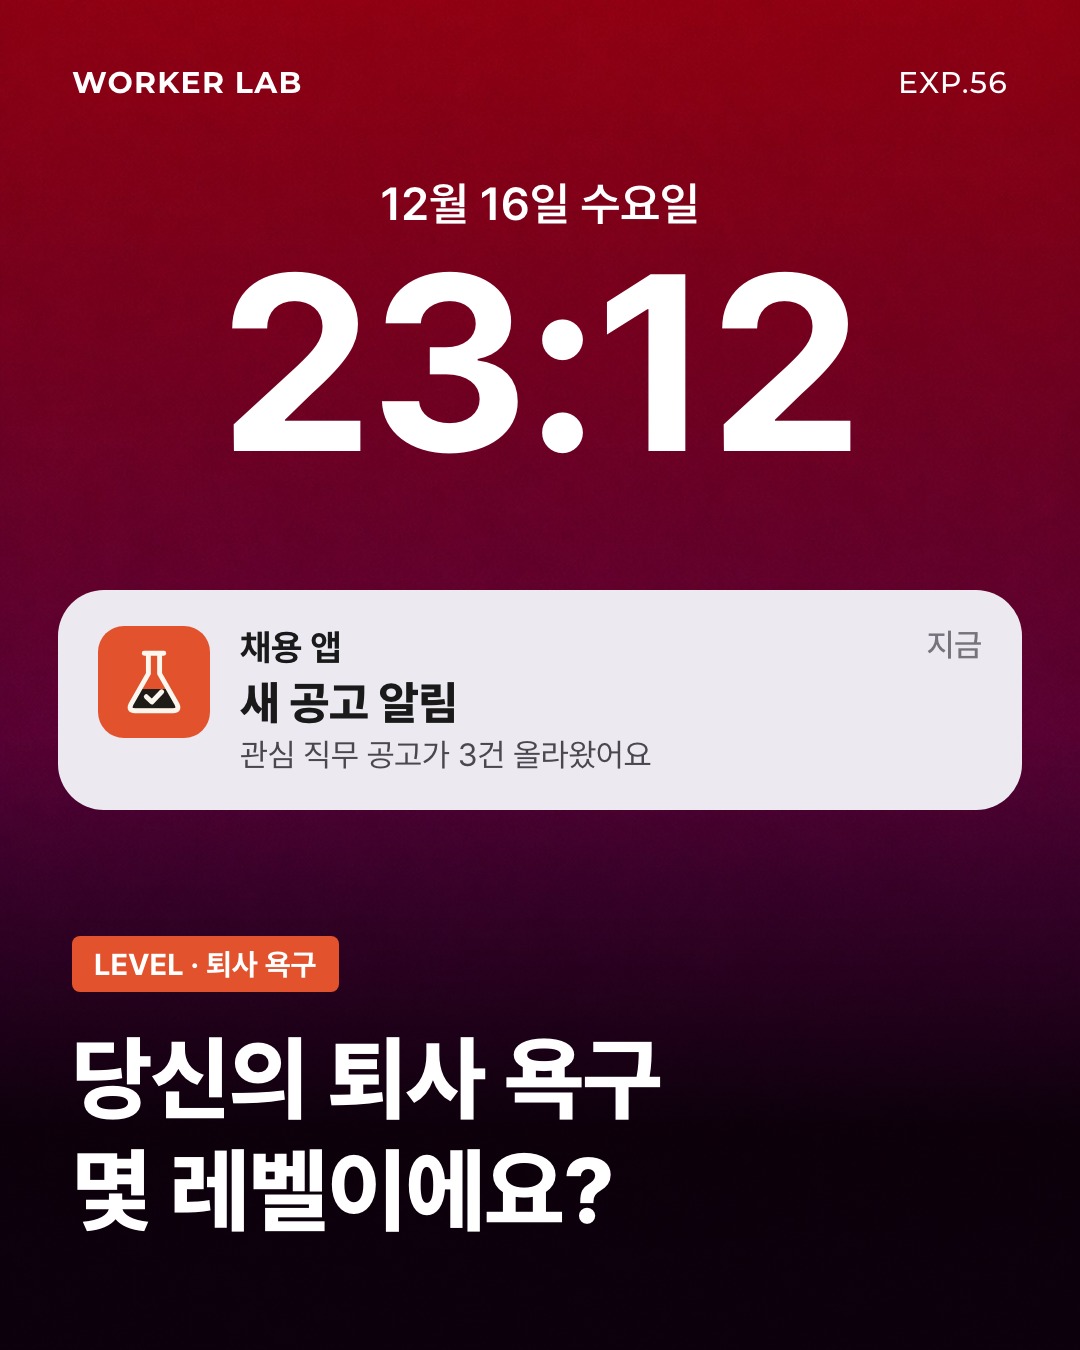 WORKER LAB
EXP.56
12월 16일 수요일
23:12
채용 앱
지금
새 공고 알림
관심 직무 공고가 3건 올라왔어요
LEVEL · 퇴사 욕구
당신의 퇴사 욕구
몇 레벨이에요?